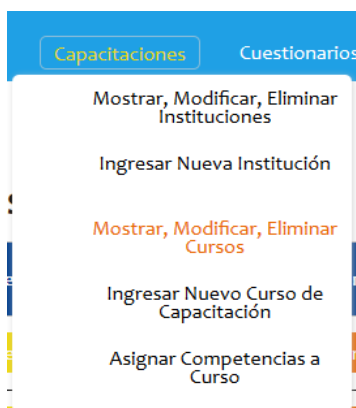 Capacitaciones Cuestionarios
Mostrar, Modificar, Eliminar
Instituciones
Ingresar Nueva Institución
Mostrar, Modificar, Eliminar
Cursos
Ingresar Nuevo Curso de
Capacitación
Asignar Competencias a
Curso